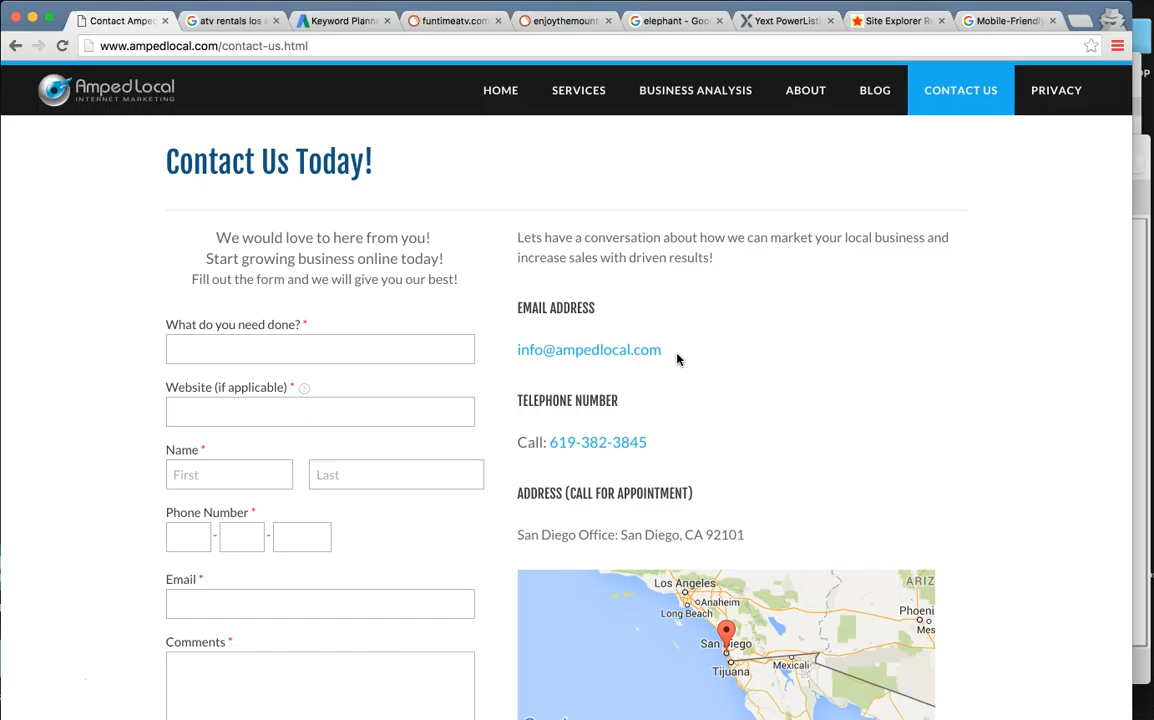 Contact Ampe
atv rentals los a
Keyword Planne
funtimeatv.com
enjoythemount
elephant - Goo
Yext PowerListi
Site Explorer Re
Mobile-Friendly
www.ampedlocal.com/contact-us.html
Amped Local
INTERNET MARKETING
HOME
SERVICES
BUSINESS ANALYSIS
ABOUT
BLOG
CONTACT US
PRIVACY
Contact Us Today!
We would love to here from you!
Start growing business online today!
Fill out the form and we will give you our best!
What do you need done? *
Website (if applicable) * ?
Name *
First
Last
Phone Number *
- -
Email *
Comments *
Lets have a conversation about how we can market your local business and
increase sales with driven results!
EMAIL ADDRESS
info@ampedlocal.com
TELEPHONE NUMBER
Call: 619-382-3845
ADDRESS (CALL FOR APPOINTMENT)
San Diego Office: San Diego, CA 92101
Los Angeles
Anaheim
Long Beach
San Diego
Tijuana
Mexicali
ARIZ
Phoeni
Mes